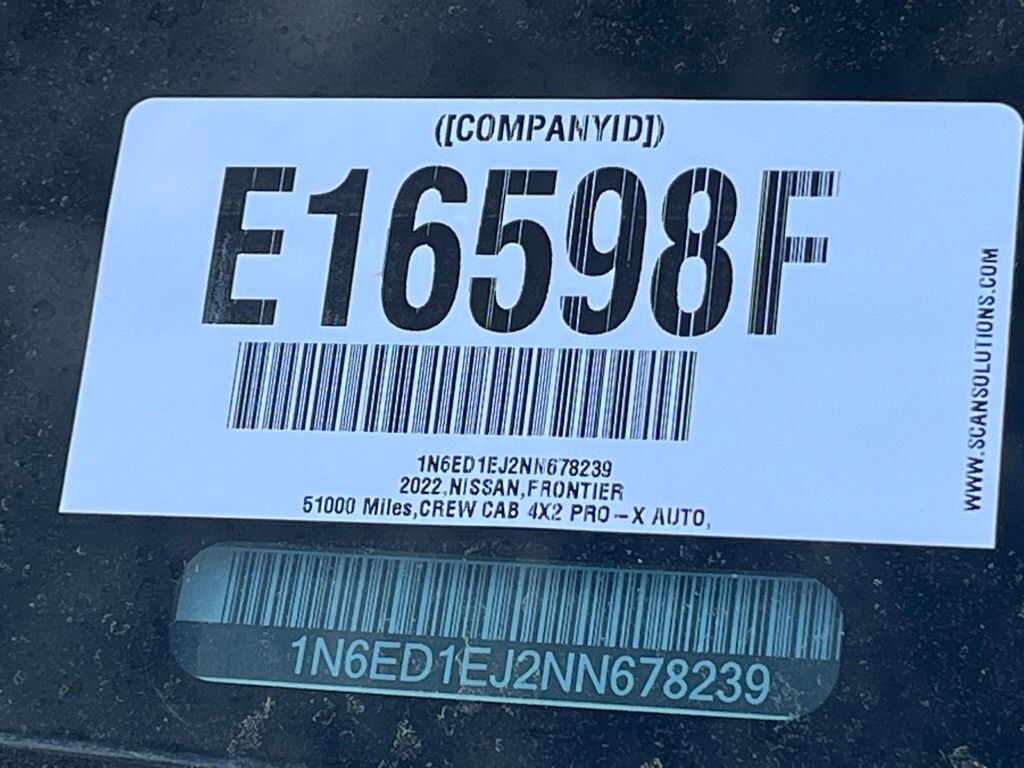 ([COMPANYID])
E16598F
1N6ED1EJ2NN678239
2022,NISSAN,FRONTIER
51000 Miles,CREW CAB 4X2 PRO-X AUTO,
WWW.SCANSOLUTIONS.COM
1N6ED1EJ2NN678239